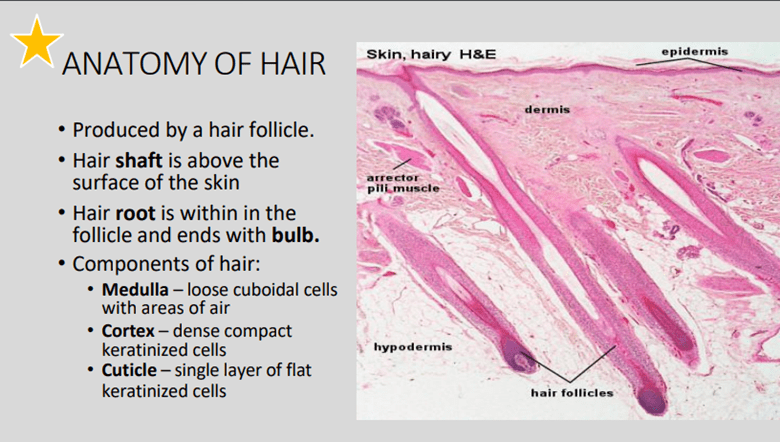 ANATOMY OF HAIR
• Produced by a hair follicle.
• Hair shaft is above the
surface of the skin
• Hair root is within in the
follicle and ends with bulb.
• Components of hair:
• Medulla – loose cuboidal cells
with areas of air
• Cortex – dense compact
keratinized cells
• Cuticle – single layer of flat
keratinized cells
Skin, hairy H&E
epidermis
dermis
arrector
pili muscle
hypodermis
hair follicles